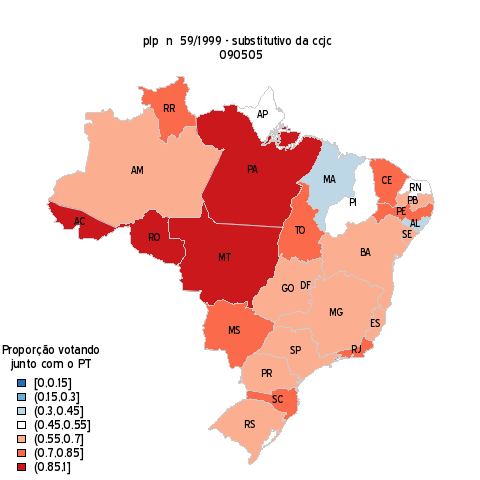 plp n 59/1999 - substitutivo da ccjc
090505
RR
AP
AM
PA
MA
CE
RN
PB
PI
PE
AL
SE
AC
RO
TO
MT
BA
GO
DF
MG
ES
MS
SP
RJ
PR
SC
RS
Proporção votando
junto com o PT
[0,0.15]
(0.15,0.3]
(0.3,0.45]
(0.45,0.55]
(0.55,0.7]
(0.7,0.85]
(0.85,1]